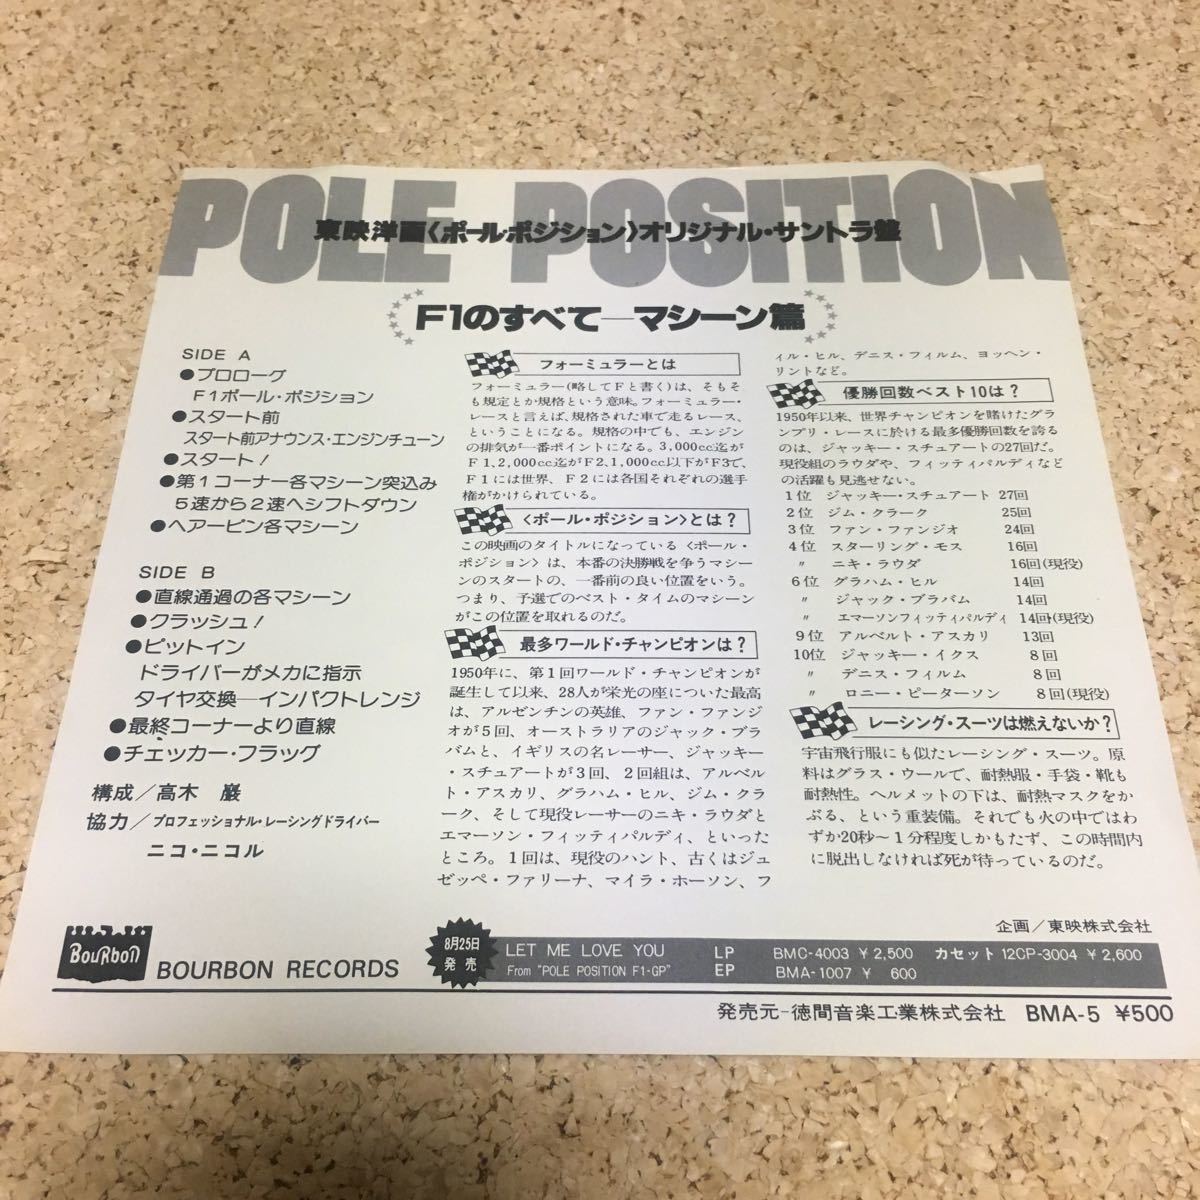 POLE POSITION
東映洋画〈ポール・ポジション〉オリジナル・サントラ盤
F1のすべて―マシーン篇
SIDE A
●プロローグ
F1ポール・ポジション
●スタート前
スタート前アナウンス・エンジンチューン
●スタート!
●第1コーナー各マシーン突込み
5速から2速へシフトダウン
●ヘアーピン各マシーン
SIDE B
●直線通過の各マシーン
●クラッシュ!
●ピットイン
ドライバーがメカに指示
タイヤ交換―インパクトレンジ
●最終コーナーより直線
●チェッカー・フラッグ
構成/高木 巌
協力/プロフェッショナル・レーシングドライバー
ニコ・ニコル
フォーミュラーとは
フォーミュラー(略してFと書く)は、そもそ
も規定とか規格という意味。フォーミュラー・
レースと言えば、規格された車で走るレース、
ということになる。規格の中でも、エンジン
の排気が一番ポイントになる。3,000cc迄が
F1,2,000cc迄がF2,1,000cc以下がF3で、
F1には世界、F2には各国それぞれの選手
権がかけられている。
〈ポール・ポジション〉とは?
この映画のタイトルになっている〈ポール・
ポジション〉は、本番の決勝戦を争うマシー
ンのスタートの、一番前の良い位置をいう。
つまり、予選でのベスト・タイムのマシーン
がこの位置を取れるのだ。
最多ワールド・チャンピオンは?
1950年に、第1回ワールド・チャンピオンが
誕生して以来、28人が栄光の座についた最高
は、アルゼンチンの英雄、ファン・ファンジ
オが5回、オーストラリアのジャック・ブラ
バムと、イギリスの名レーサー、ジャッキー
・スチュアートが3回、2回組は、アルベル
ト・アスカリ、グラハム・ヒル、ジム・クラ
ーク、そして現役レーサーのニキ・ラウダと
エマーソン・フィッティパルディ、といった
ところ。1回は、現役のハント、古くはジュ
ゼッペ・ファリーナ、マイラ・ホーソン、フ
ィル・ヒル、デニス・フィルム、ヨッヘン・
リントなど。
優勝回数ベスト10は?
1950年以来、世界チャンピオンを賭けたグラ
ンプリ・レースに於ける最多優勝回数を誇る
のは、ジャッキー・スチュアートの27回だ。
現役組のラウダや、フィッティパルディなど
の活躍も見逃せない。
1位 ジャッキー・スチュアート 27回
2位 ジム・クラーク 25回
3位 ファン・ファンジオ 24回
4位 スターリング・モス 16回
〃 ニキ・ラウダ 16回(現役)
6位 グラハム・ヒル 14回
〃 ジャック・ブラバム 14回
〃 エマーソンフィッティパルディ 14回(現役)
9位 アルベルト・アスカリ 13回
10位 ジャッキー・イクス 8回
〃 デニス・フィルム 8回
〃 ロニー・ピーターソン 8回(現役)
レーシング・スーツは燃えないか?
宇宙飛行服にも似たレーシング・スーツ。原
料はグラス・ウールで、耐熱服・手袋・靴も
耐熱性。ヘルメットの下は、耐熱マスクをか
ぶる、という重装備。それでも火の中ではわ
ずか20秒〜1分程度しかもたず、この時間内
に脱出しなければ死が待っているのだ。
企画/東映株式会社
BouRbon
BOURBON RECORDS
8月25日
発売
LET ME LOVE YOU LP BMC-4003 ¥2,500 カセット 12CP-3004 ¥2,600
From "POLE POSITION F1-GP" EP BMA-1007 ¥ 600
発売元-徳間音楽工業株式会社 BMA-5 ¥500